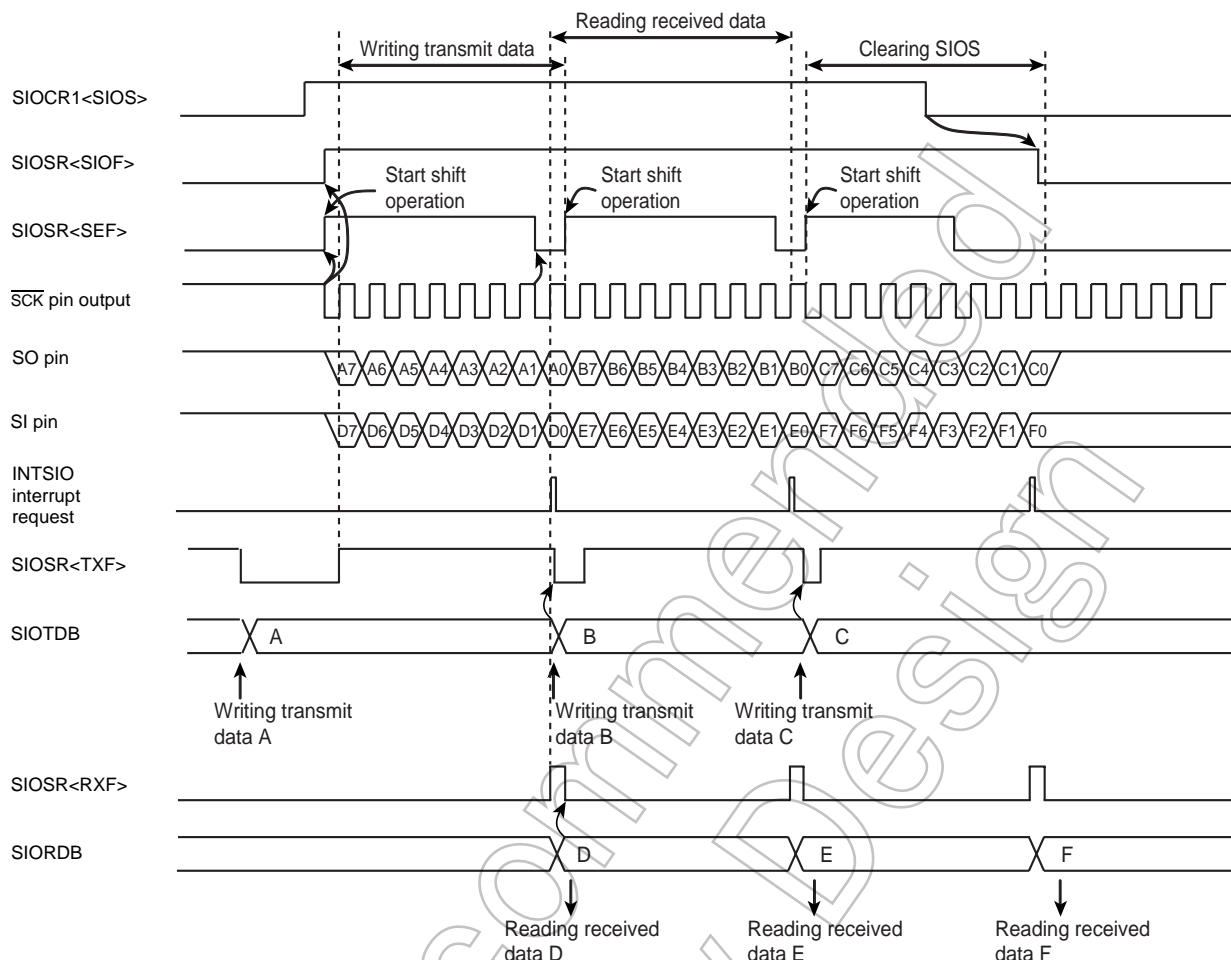 Reading received data
Writing transmit data
Clearing SIOS
SIOCR1<SIOS>
SIOSR<SIOF>
Start shift
operation
Start shift
operation
Start shift
operation
SIOSR<SEF>
SCK pin output
SO pin
A7 A6 A5 A4 A3 A2 A1 A0 B7 B6 B5 B4 B3 B2 B1 B0 C7 C6 C5 C4 C3 C2 C1 C0
SI pin
D7 D6 D5 D4 D3 D2 D1 D0 E7 E6 E5 E4 E3 E2 E1 E0 F7 F6 F5 F4 F3 F2 F1 F0
INTSIO
interrupt
request
SIOSR<TXF>
SIOTDB
A B C
Writing transmit
data A
Writing transmit
data B
Writing transmit
data C
SIOSR<RXF>
SIORDB
D E F
Reading received
data D
Reading received
data E
Reading received
data F
commended
Design